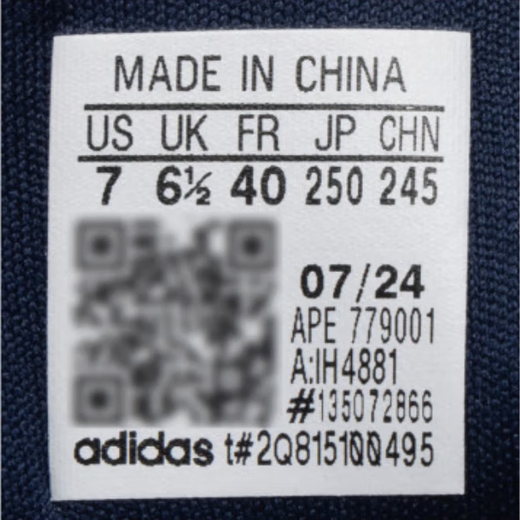 MADE IN CHINA
US UK FR JP CHN
7 6½ 40 250 245
07/24
APE 779001
A:IH4881
#135072866
adidas t#2Q815100495